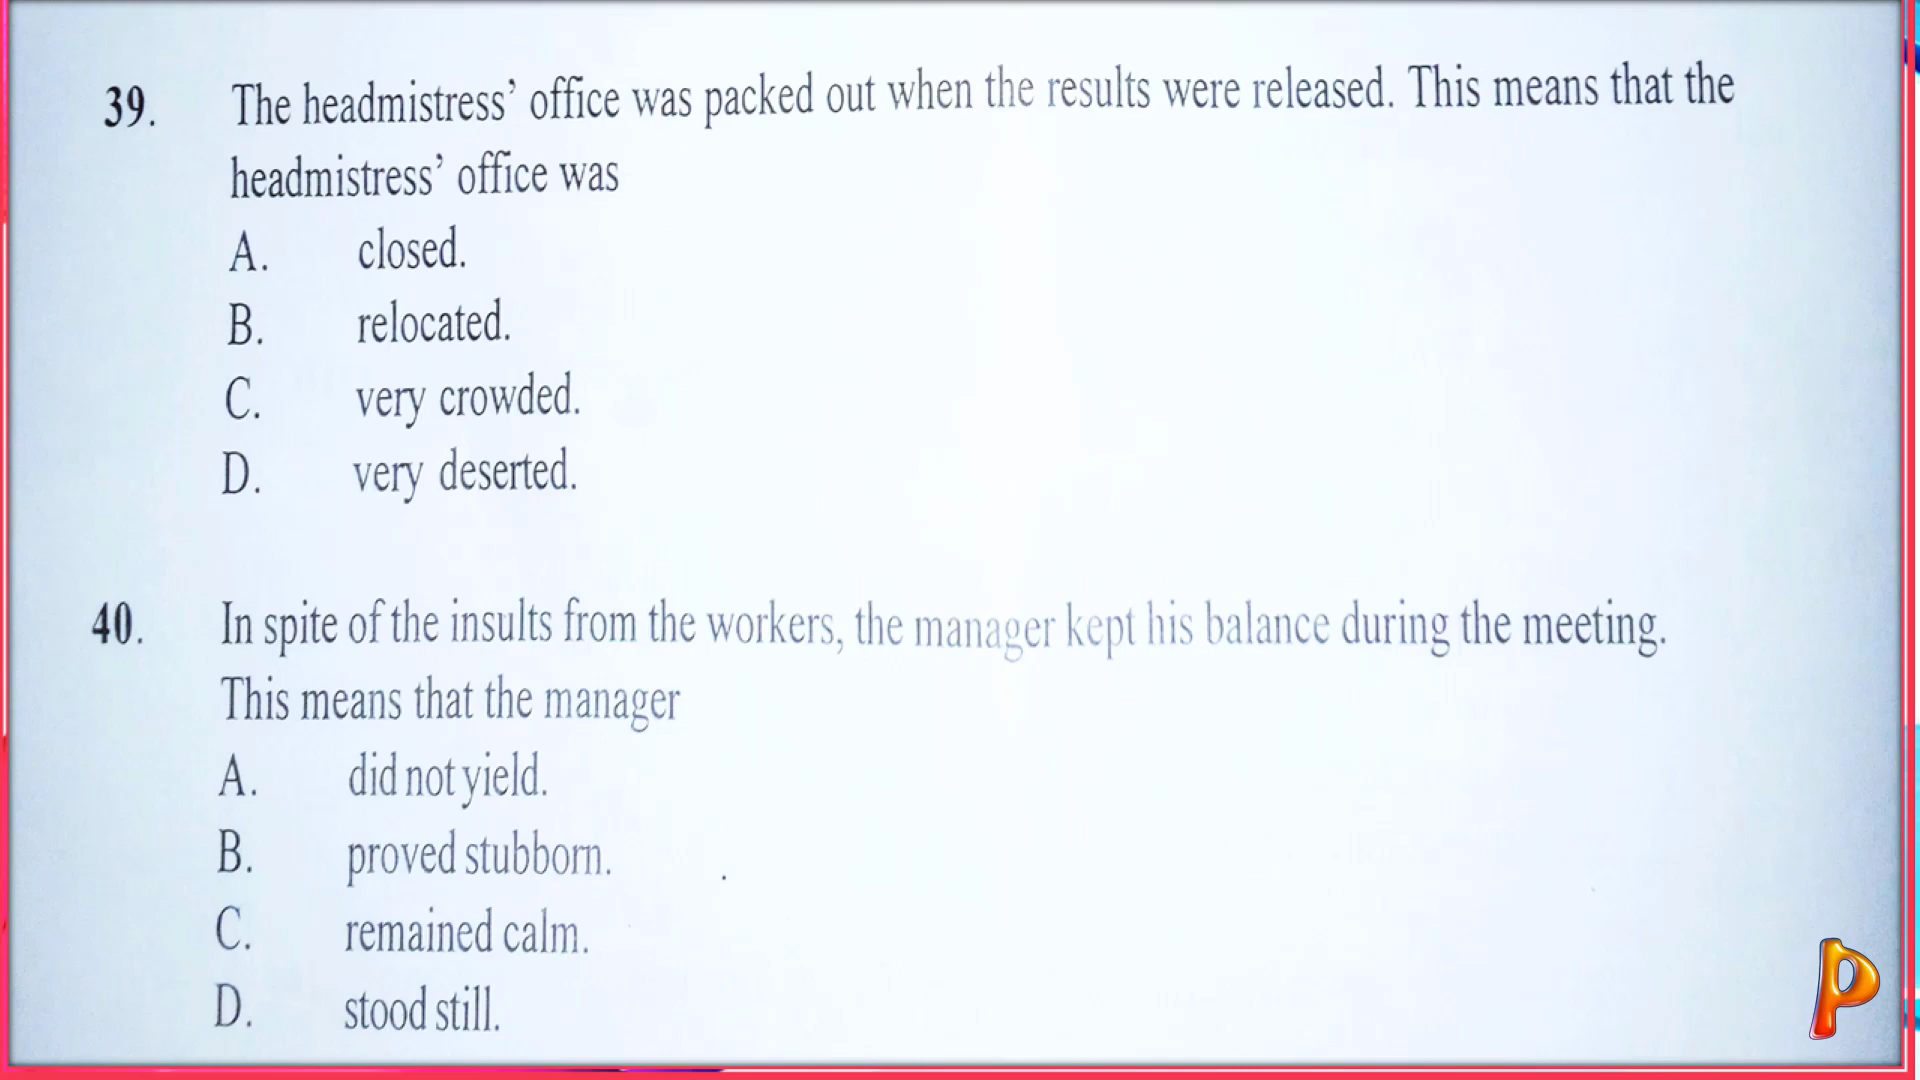 39. The headmistress’ office was packed out when the results were released. This means that the
headmistress’ office was
A. closed.
B. relocated.
C. very crowded.
D. very deserted.
40. In spite of the insults from the workers, the manager kept his balance during the meeting.
This means that the manager
A. did not yield.
B. proved stubborn.
C. remained calm.
D. stood still.
P